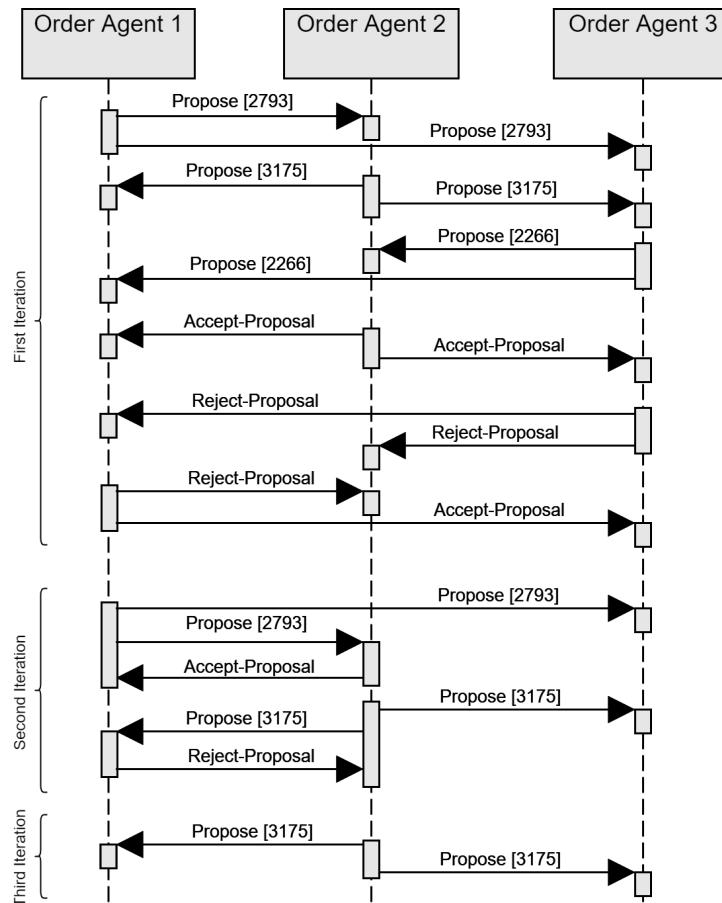 Order Agent 1
Order Agent 2
Order Agent 3
First Iteration
Propose [2793]
Propose [2793]
Propose [3175]
Propose [3175]
Propose [2266]
Propose [2266]
Accept-Proposal
Accept-Proposal
Reject-Proposal
Reject-Proposal
Reject-Proposal
Accept-Proposal
Second Iteration
Propose [2793]
Propose [2793]
Accept-Proposal
Propose [3175]
Propose [3175]
Reject-Proposal
Third Iteration
Propose [3175]
Propose [3175]